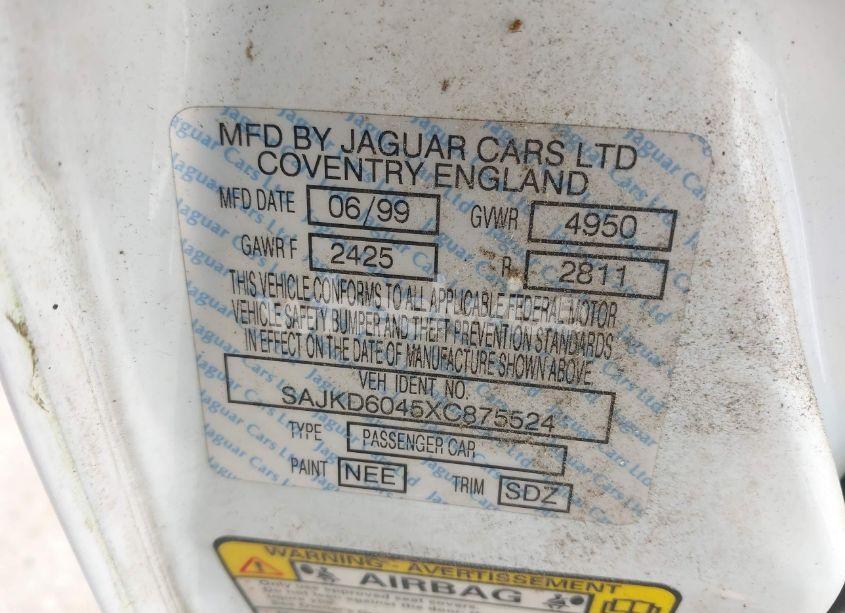 MFD BY JAGUAR CARS LTD
COVENTRY ENGLAND
MFD DATE 06/99 GVWR 4950
GAWR F 2425 R 2811
THIS VEHICLE CONFORMS TO ALL APPLICABLE FEDERAL MOTOR
VEHICLE SAFETY BUMPER AND THEFT PREVENTION STANDARDS
IN EFFECT ON THE DATE OF MANUFACTURE SHOWN ABOVE
VEH IDENT NO.
SAJKD6045XC875524
TYPE PASSENGER CAR
PAINT NEE TRIM SDZ
WARNING-AVERTISSEMENT
AIRBAG